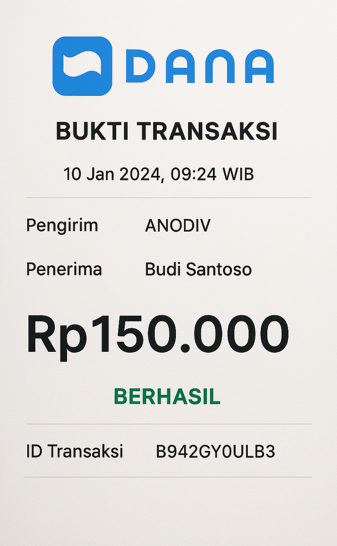 DANA
BUKTI TRANSAKSI
10 Jan 2024, 09:24 WIB
Pengirim ANODIV
Penerima Budi Santoso
Rp150.000
BERHASIL
ID Transaksi B942GY0ULB3